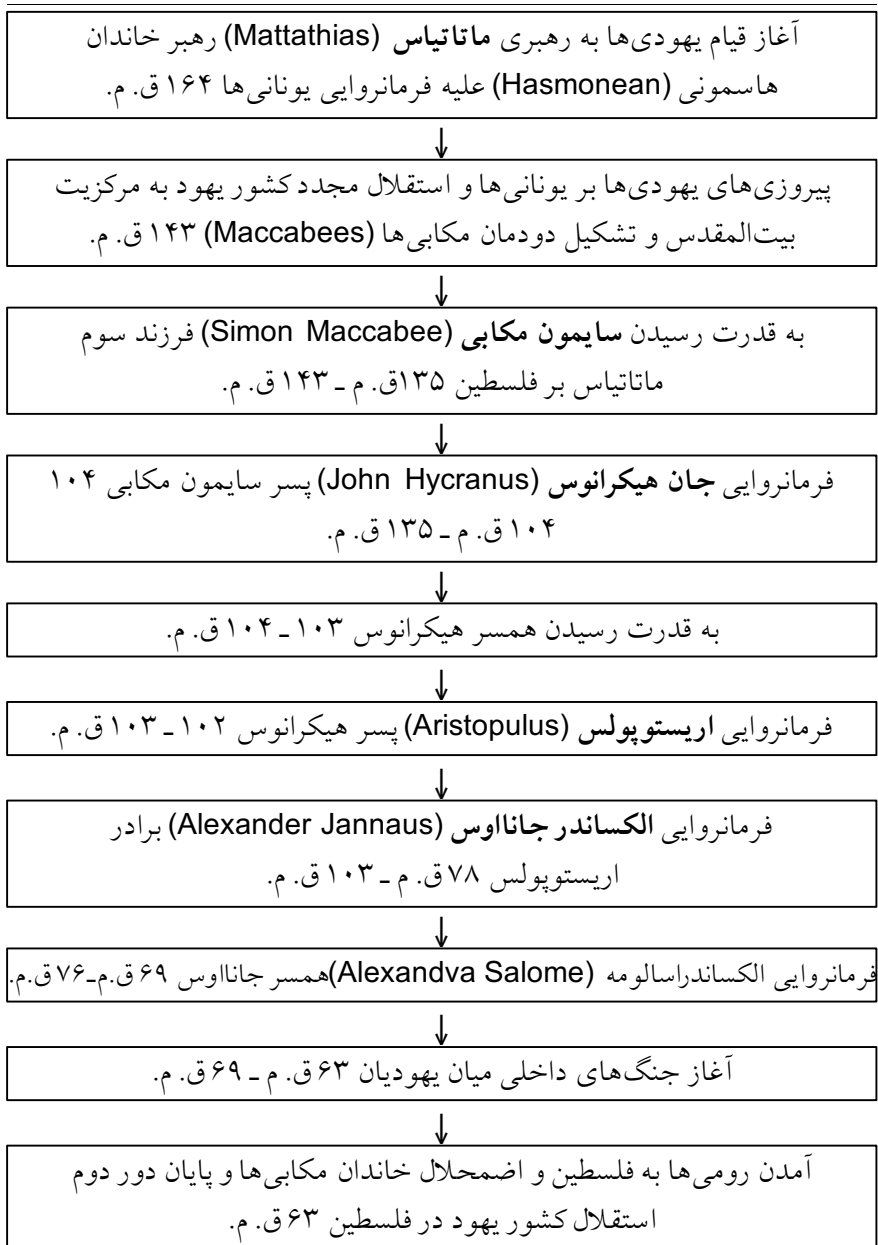 آغاز قیام یهودی‌ها به رهبری ماتاتیاس (Mattathias) رهبر خاندان
هاسمونی (Hasmonean) علیه فرمانروایی یونانی‌ها ۱۶۴ ق. م.
پیروزی‌های یهودی‌ها بر یونانی‌ها و استقلال مجدد کشور یهود به مرکزیت
بیت‌المقدس و تشکیل دودمان مکابی‌ها (Maccabees) ۱۴۳ ق. م.
به قدرت رسیدن سایمون مکابی (Simon Maccabee) فرزند سوم
ماتاتیاس بر فلسطین ۱۳۵ق. م ـ ۱۴۳ ق. م.
فرمانروایی جان هیکرانوس (John Hycranus) پسر سایمون مکابی ۱۰۴
۱۰۴ ق. م ـ ۱۳۵ ق. م.
به قدرت رسیدن همسر هیکرانوس ۱۰۳ ـ ۱۰۴ ق. م.
فرمانروایی اریستوپولس (Aristopulus) پسر هیکرانوس ۱۰۲ ـ ۱۰۳ ق. م.
فرمانروایی الکساندر جانااوس (Alexander Jannaus) برادر
اریستوپولس ۷۸ ق. م ـ ۱۰۳ ق. م.
فرمانروایی الکساندراسالومه (Alexandva Salome)همسر جانااوس ۶۹ ق.م ـ ۷۶ ق.م.
آغاز جنگ‌های داخلی میان یهودیان ۶۳ ق. م ـ ۶۹ ق. م.
آمدن رومی‌ها به فلسطین و اضمحلال خاندان مکابی‌ها و پایان دور دوم
استقلال کشور یهود در فلسطین ۶۳ ق. م.